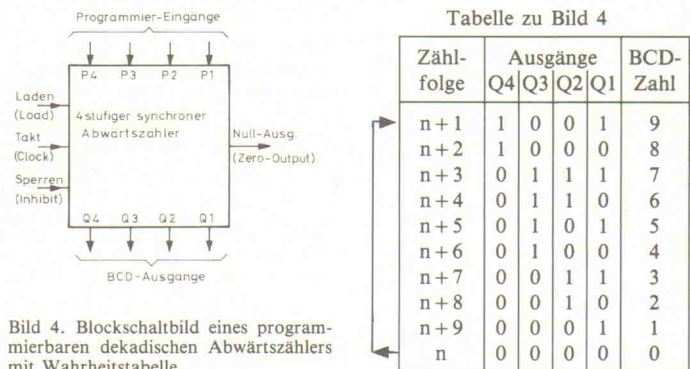 Programmier-Eingänge
P4 P3 P2 P1
Laden
(Load)
4stufiger synchroner
Abwärtszähler
Takt
(Clock)
Null-Ausg.
(Zero-Output)
Sperren
(Inhibit)
Q4 Q3 Q2 Q1
BCD-Ausgänge
Bild 4. Blockschaltbild eines program-
mierbaren dekadischen Abwärtszählers
mit Wahrheitstabelle
Tabelle zu Bild 4
Zähl- Ausgänge BCD-
folge Q4 Q3 Q2 Q1 Zahl
n+1 1 0 0 1 9
n+2 1 0 0 0 8
n+3 0 1 1 1 7
n+4 0 1 1 0 6
n+5 0 1 0 1 5
n+6 0 1 0 0 4
n+7 0 0 1 1 3
n+8 0 0 1 0 2
n+9 0 0 0 1 1
n 0 0 0 0 0